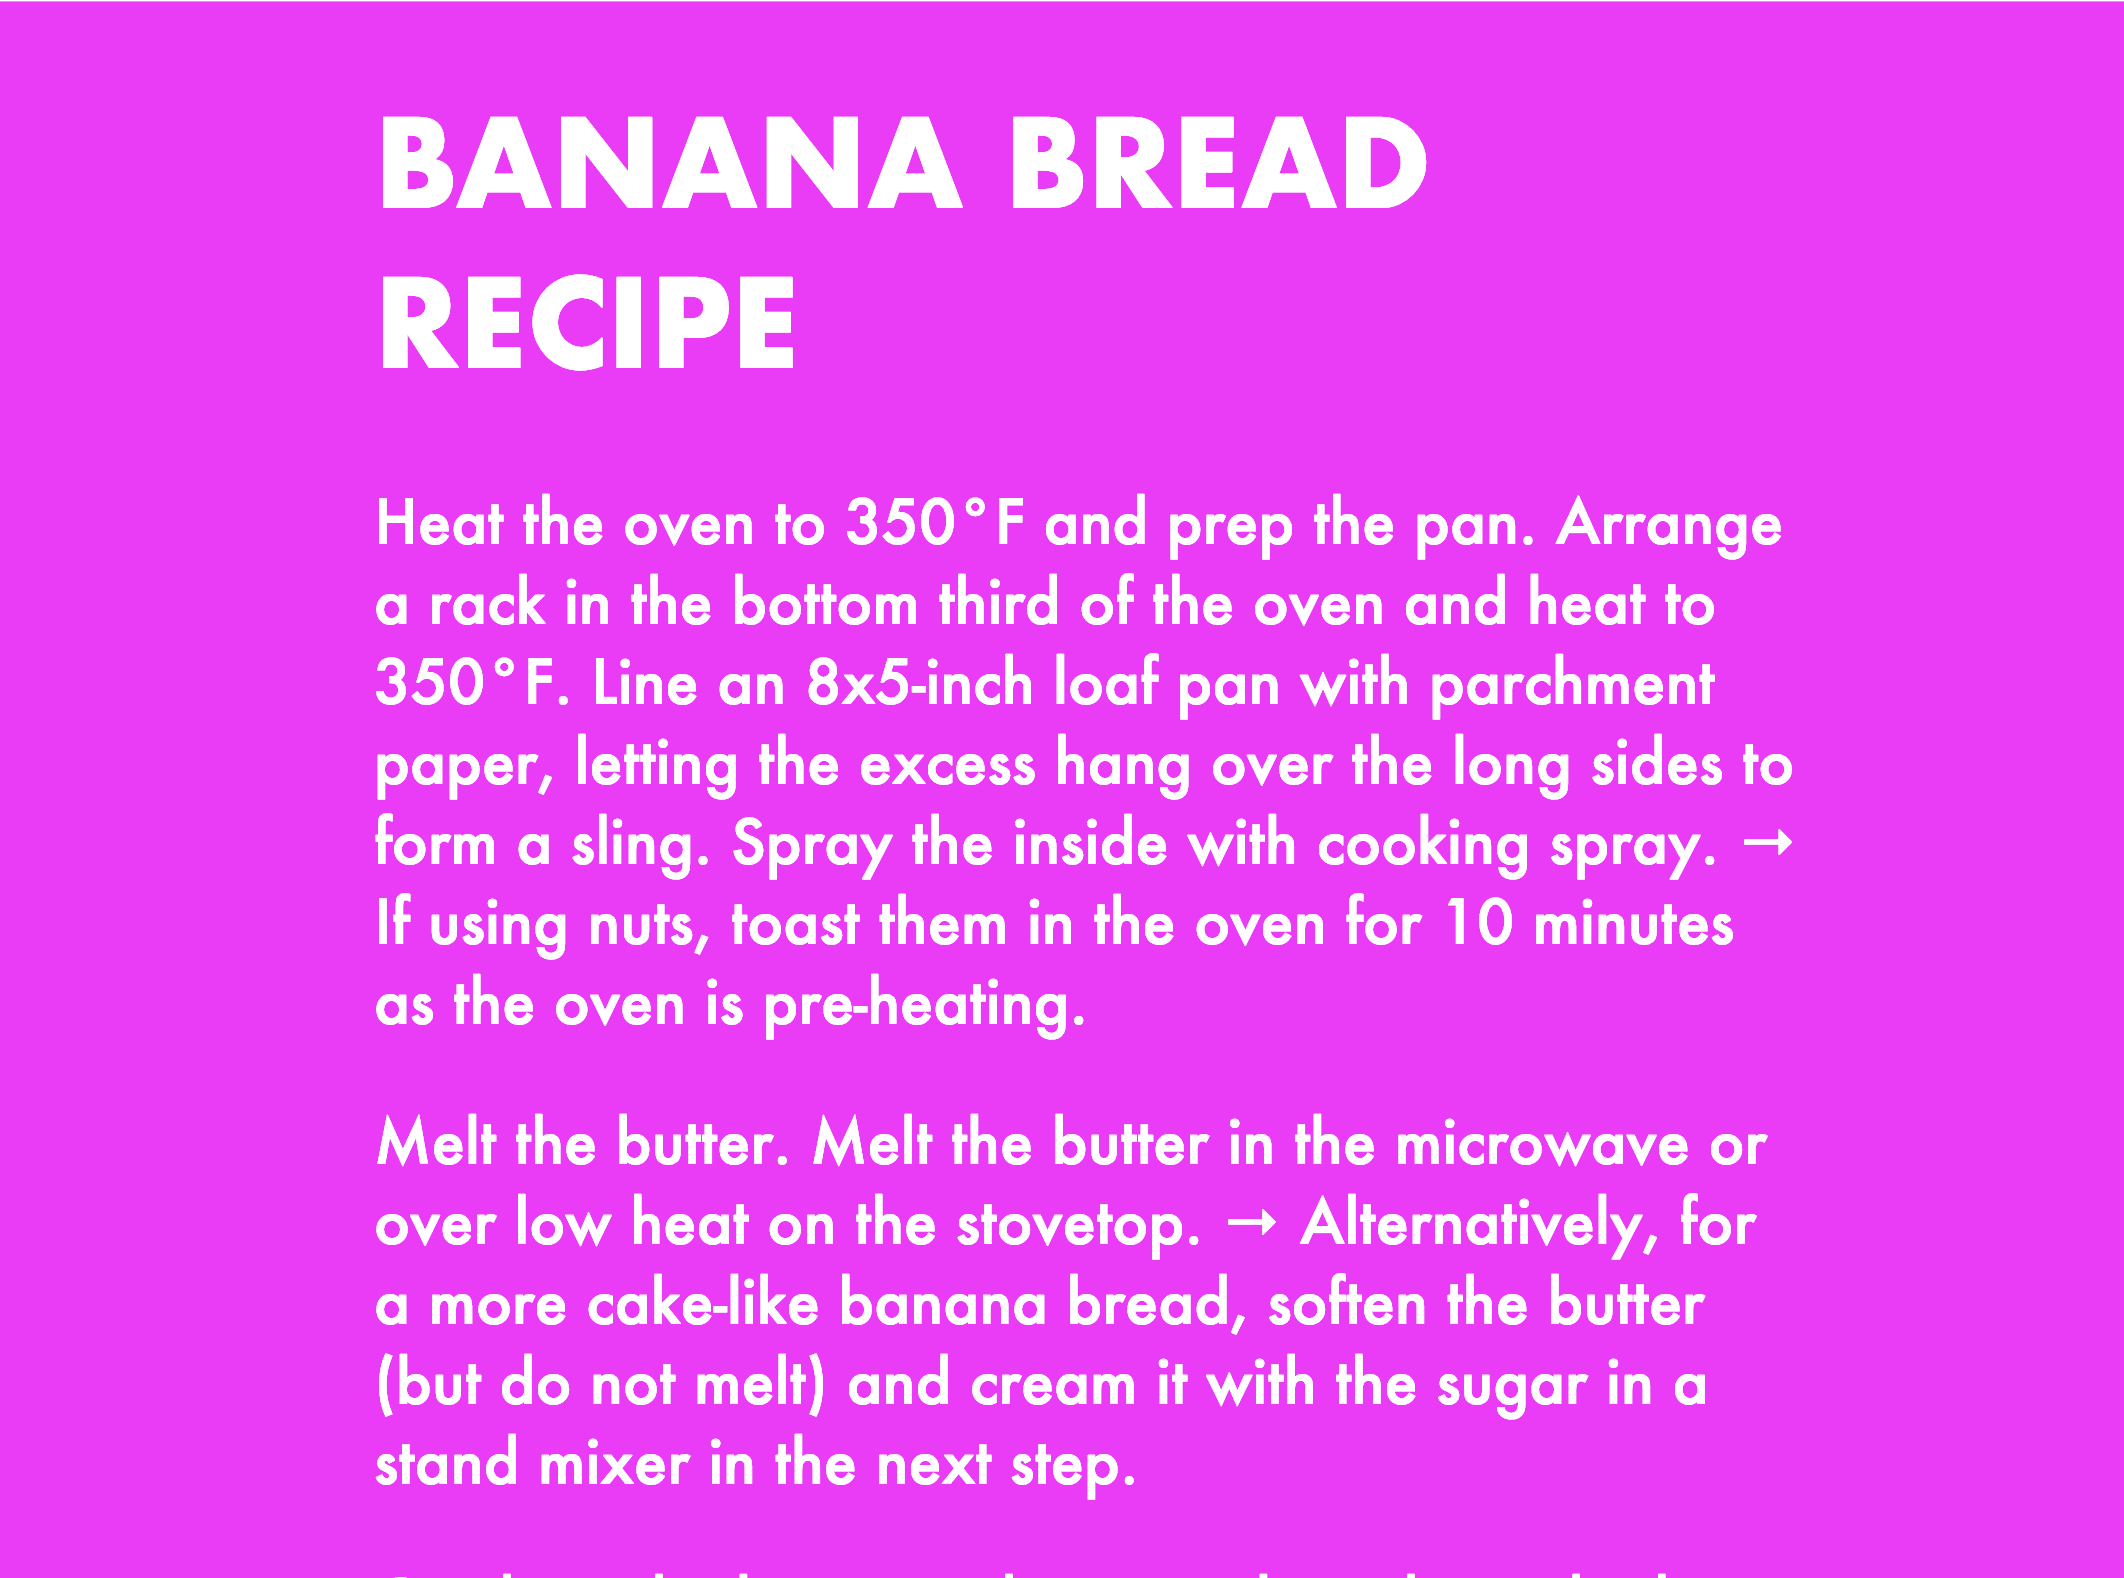 BANANA BREAD
RECIPE
Heat the oven to 350°F and prep the pan. Arrange
a rack in the bottom third of the oven and heat to
350°F. Line an 8x5-inch loaf pan with parchment
paper, letting the excess hang over the long sides to
form a sling. Spray the inside with cooking spray. →
If using nuts, toast them in the oven for 10 minutes
as the oven is pre-heating.
Melt the butter. Melt the butter in the microwave or
over low heat on the stovetop. → Alternatively, for
a more cake-like banana bread, soften the butter
(but do not melt) and cream it with the sugar in a
stand mixer in the next step.